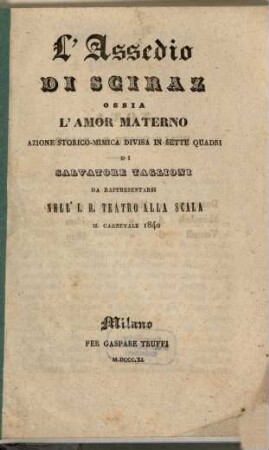 L'Assedio
DI SCIRAZ
OSSIA
L'AMOR MATERNO
AZIONE STORICO-MIMICA DIVISA IN SETTE QUADRI
DI
SALVATORE TAGLIONI
DA RAPPRESENTARSI
NELL' I. R. TEATRO ALLA SCALA
IL CARNEVALE 1840
Milano
PER GASPARE TRUFFI
M.DCCC.XL